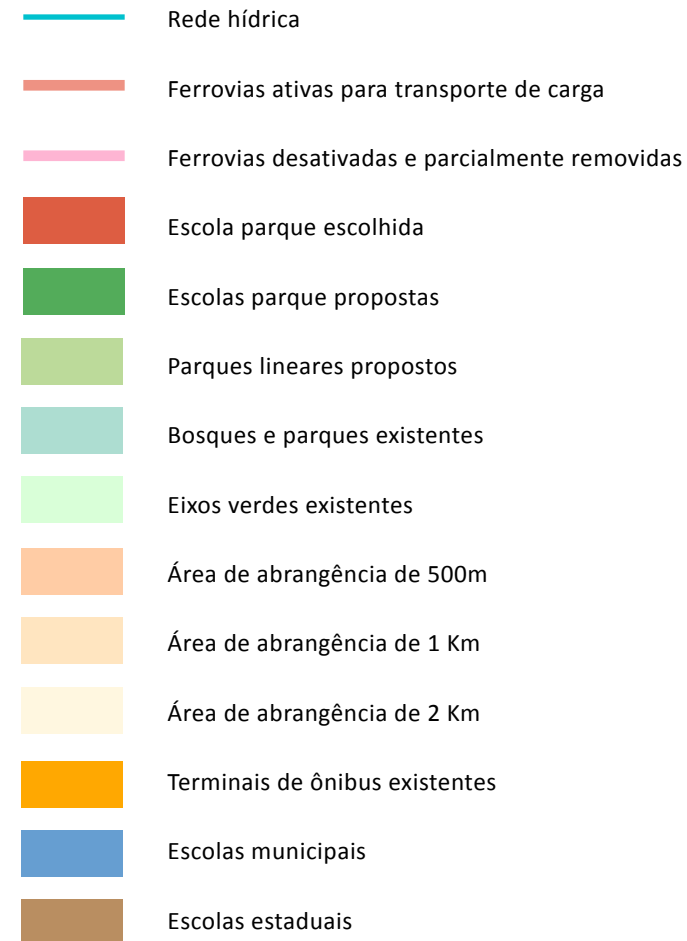 Rede hídrica
Ferrovias ativas para transporte de carga
Ferrovias desativadas e parcialmente removidas
Escola parque escolhida
Escolas parque propostas
Parques lineares propostos
Bosques e parques existentes
Eixos verdes existentes
Área de abrangência de 500m
Área de abrangência de 1 Km
Área de abrangência de 2 Km
Terminais de ônibus existentes
Escolas municipais
Escolas estaduais